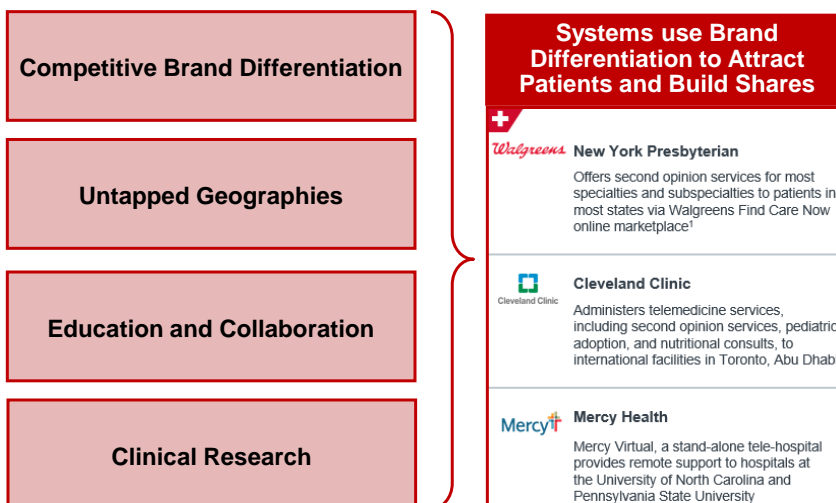 Competitive Brand Differentiation
Untapped Geographies
Education and Collaboration
Clinical Research
Systems use Brand
Differentiation to Attract
Patients and Build Shares
Walgreens
New York Presbyterian
Offers second opinion services for most
specialties and subspecialties to patients in
most states via Walgreens Find Care Now
online marketplace¹
Cleveland Clinic
Cleveland Clinic
Administers telemedicine services,
including second opinion services, pediatric
adoption, and nutritional consults, to
international facilities in Toronto, Abu Dhab
Mercy
Mercy Health
Mercy Virtual, a stand-alone tele-hospital
provides remote support to hospitals at
the University of North Carolina and
Pennsylvania State University